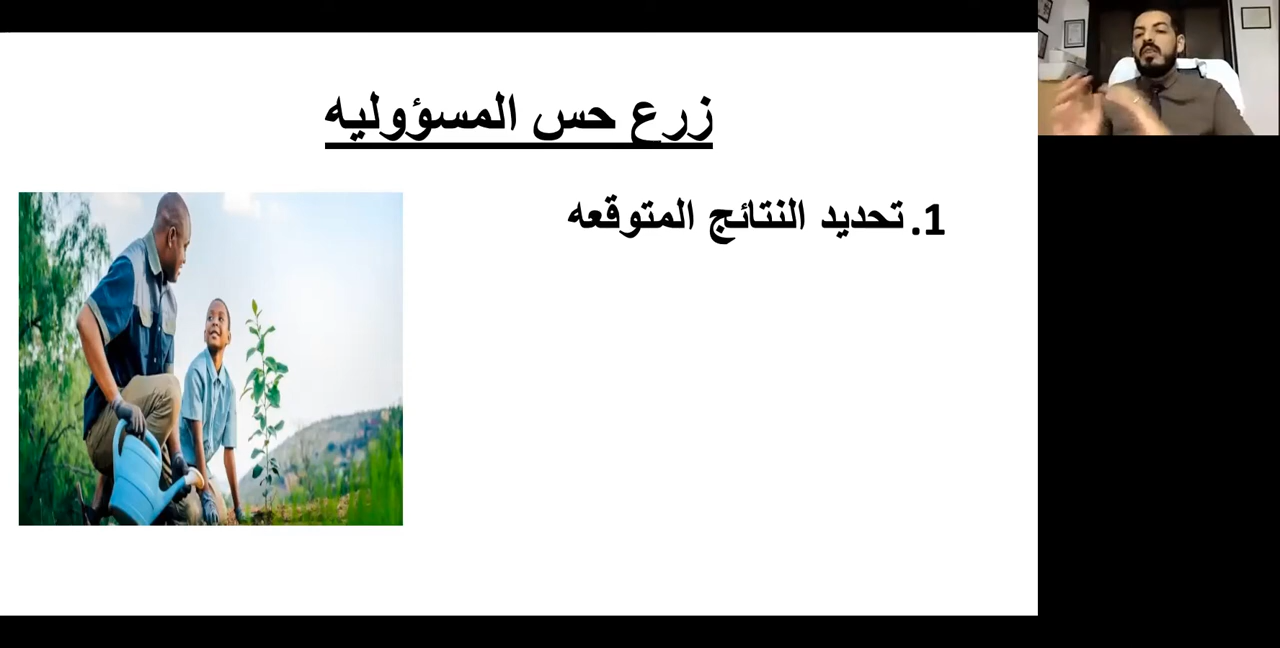 زرع حس المسؤوليه
1. تحديد النتائج المتوقعه